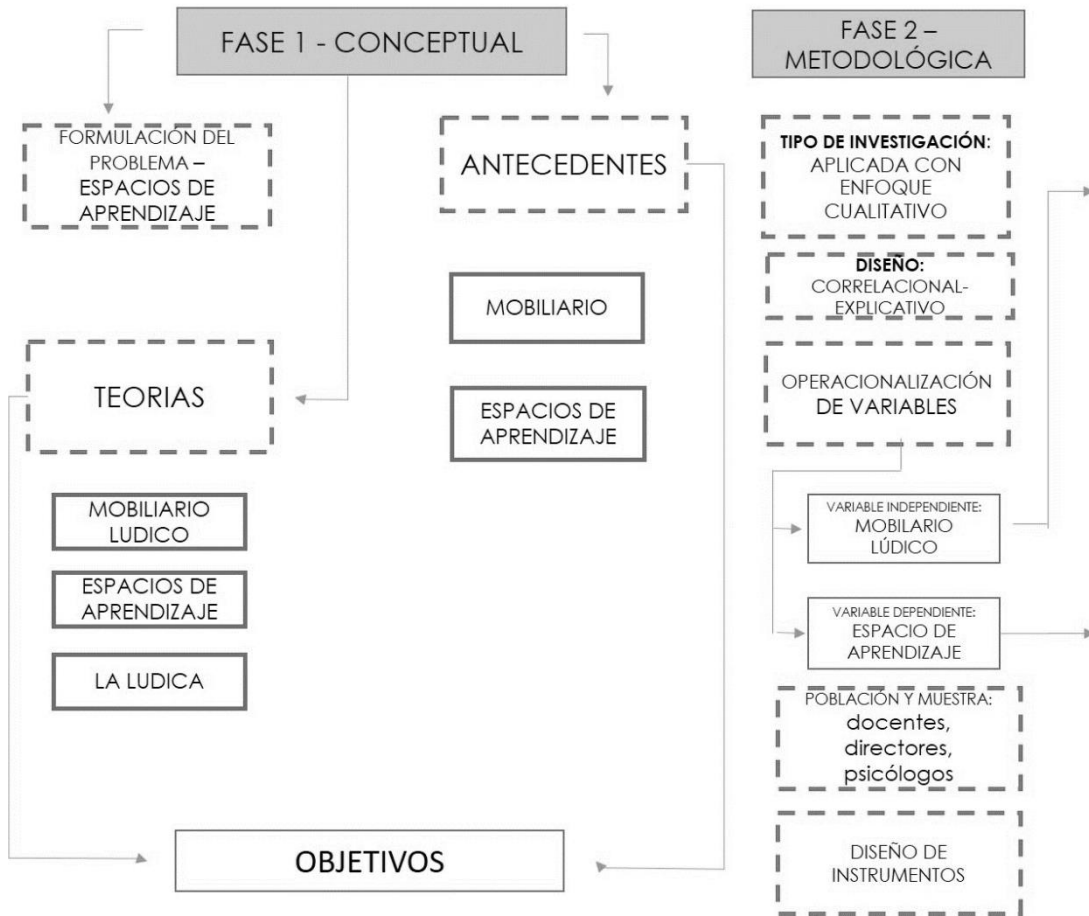 FASE 1 - CONCEPTUAL
FORMULACIÓN DEL
PROBLEMA –
ESPACIOS DE
APRENDIZAJE
ANTECEDENTES
MOBILIARIO
ESPACIOS DE
APRENDIZAJE
TEORIAS
MOBILIARIO
LUDICO
ESPACIOS DE
APRENDIZAJE
LA LUDICA
OBJETIVOS
FASE 2 –
METODOLÓGICA
TIPO DE INVESTIGACIÓN:
APLICADA CON
ENFOQUE
CUALITATIVO
DISEÑO:
CORRELACIONAL-
EXPLICATIVO
OPERACIONALIZACIÓN
DE VARIABLES
VARIABLE INDEPENDIENTE:
MOBILARIO
LÚDICO
VARIABLE DEPENDIENTE:
ESPACIO DE
APRENDIZAJE
POBLACIÓN Y MUESTRA:
docentes,
directores,
psicólogos
DISEÑO DE
INSTRUMENTOS